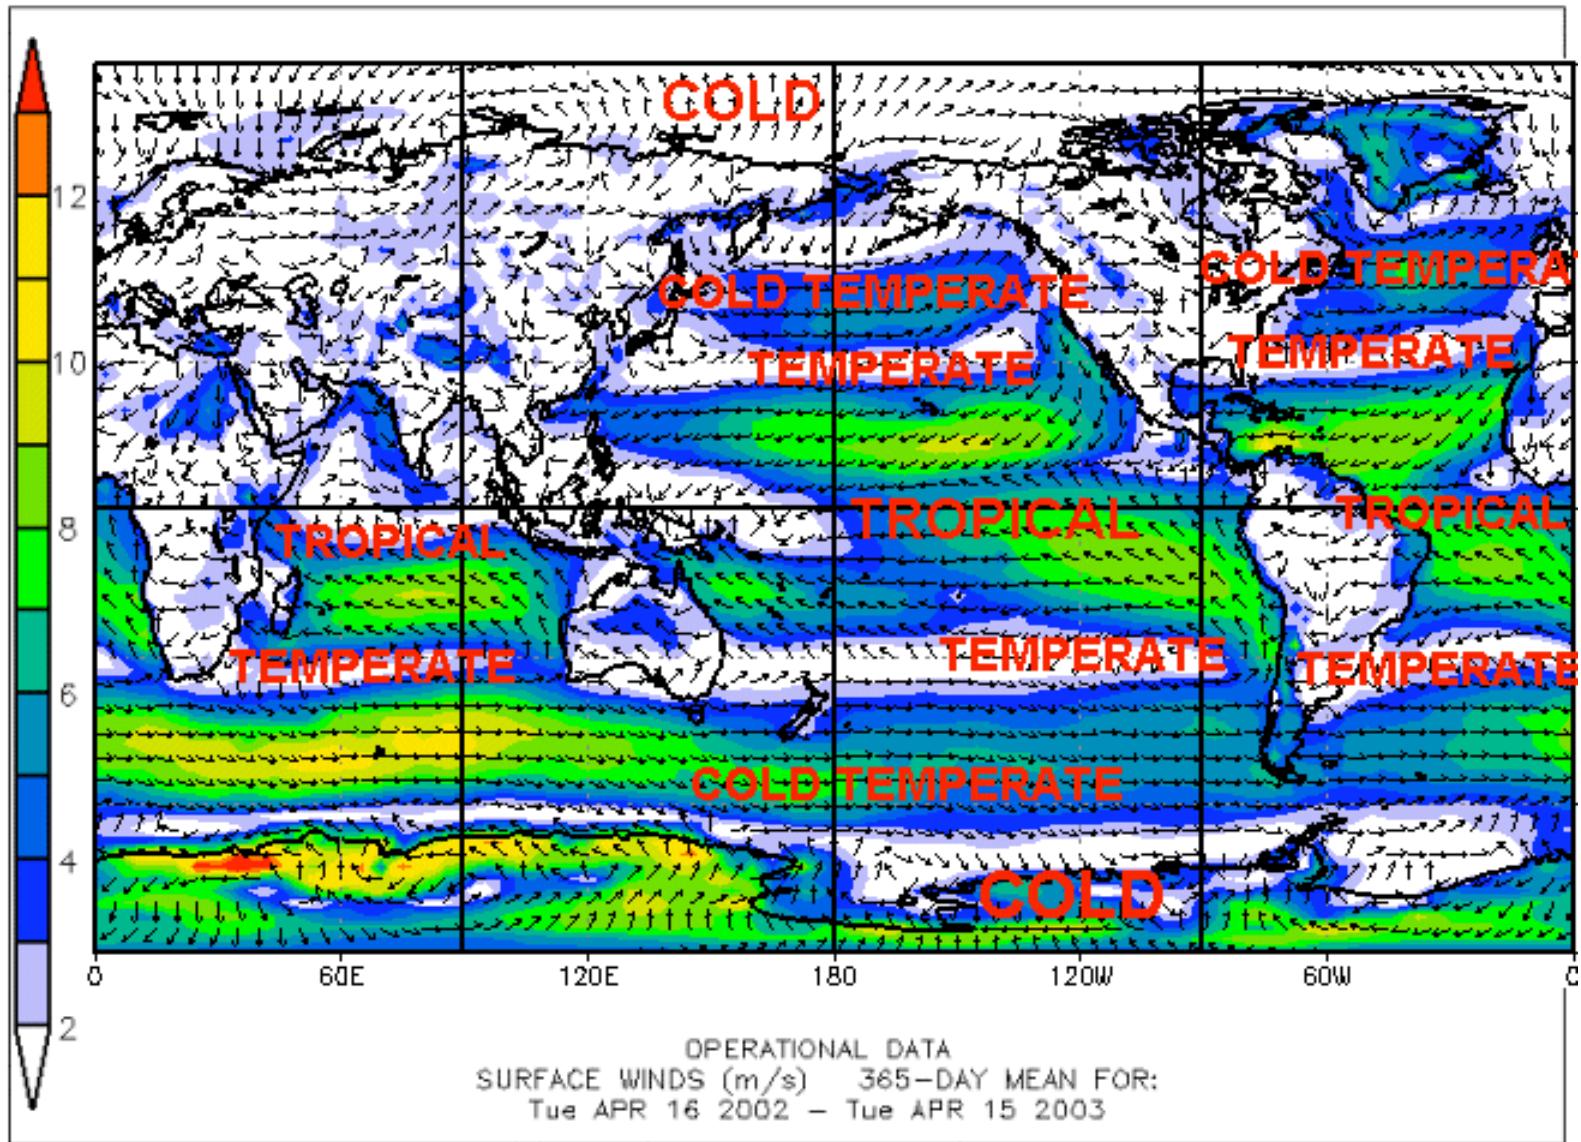 COLD
12
COLD TEMPERATE
COLD TEMPERAT
TEMPERATE
TEMPERATE
10
TROPICAL
TROPICAL
TROPICAL
8
TEMPERATE
TEMPERATE
TEMPERATE
6
COLD TEMPERATE
4
COLD
2
0 60E 120E 180 120W 60W 0
OPERATIONAL DATA
SURFACE WINDS (m/s) 365-DAY MEAN FOR:
Tue APR 16 2002 - Tue APR 15 2003